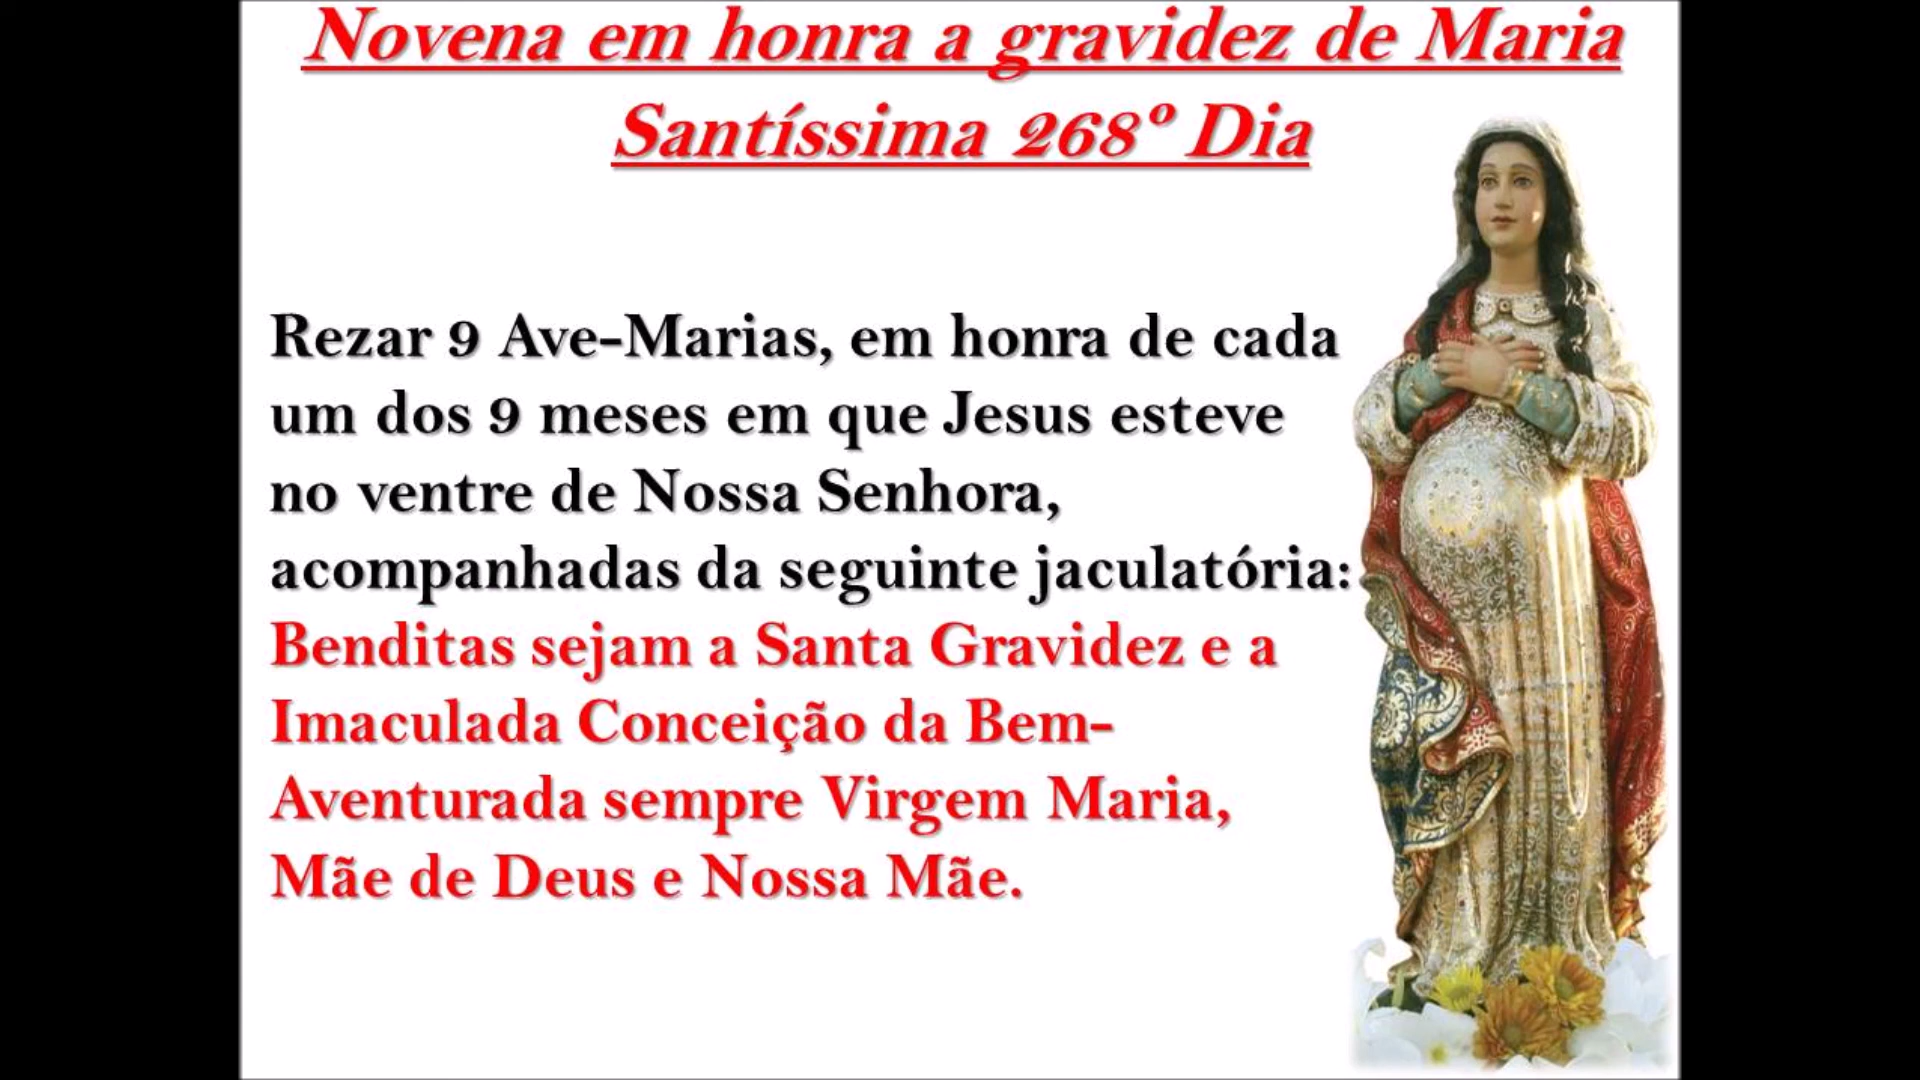 Novena em honra a gravidez de Maria
Santíssima 268º Dia
Rezar 9 Ave-Marias, em honra de cada
um dos 9 meses em que Jesus esteve
no ventre de Nossa Senhora,
acompanhadas da seguinte jaculatória:
Benditas sejam a Santa Gravidez e a
Imaculada Conceição da Bem-
Aventurada sempre Virgem Maria,
Mãe de Deus e Nossa Mãe.